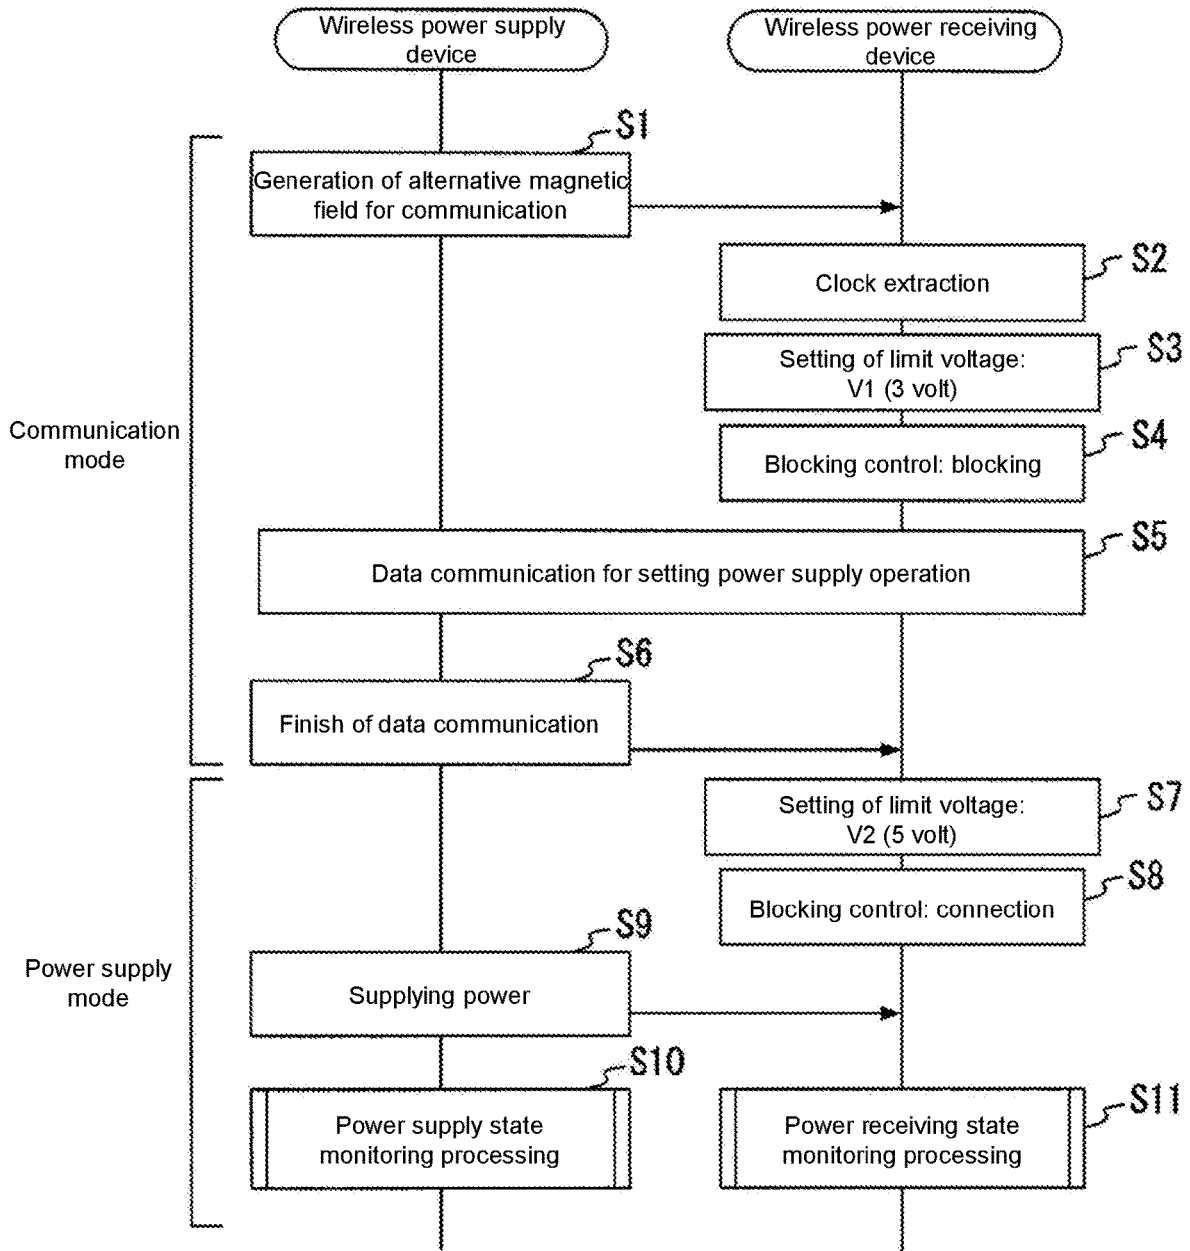 Wireless power supply
device
Wireless power receiving
device
S1
Generation of alternative magnetic
field for communication
S2
Clock extraction
S3
Setting of limit voltage:
V1 (3 volt)
Communication
mode
S4
Blocking control: blocking
S5
Data communication for setting power supply operation
S6
Finish of data communication
S7
Setting of limit voltage:
V2 (5 volt)
S8
Blocking control: connection
S9
Power supply
mode
Supplying power
S10
Power supply state
monitoring processing
S11
Power receiving state
monitoring processing